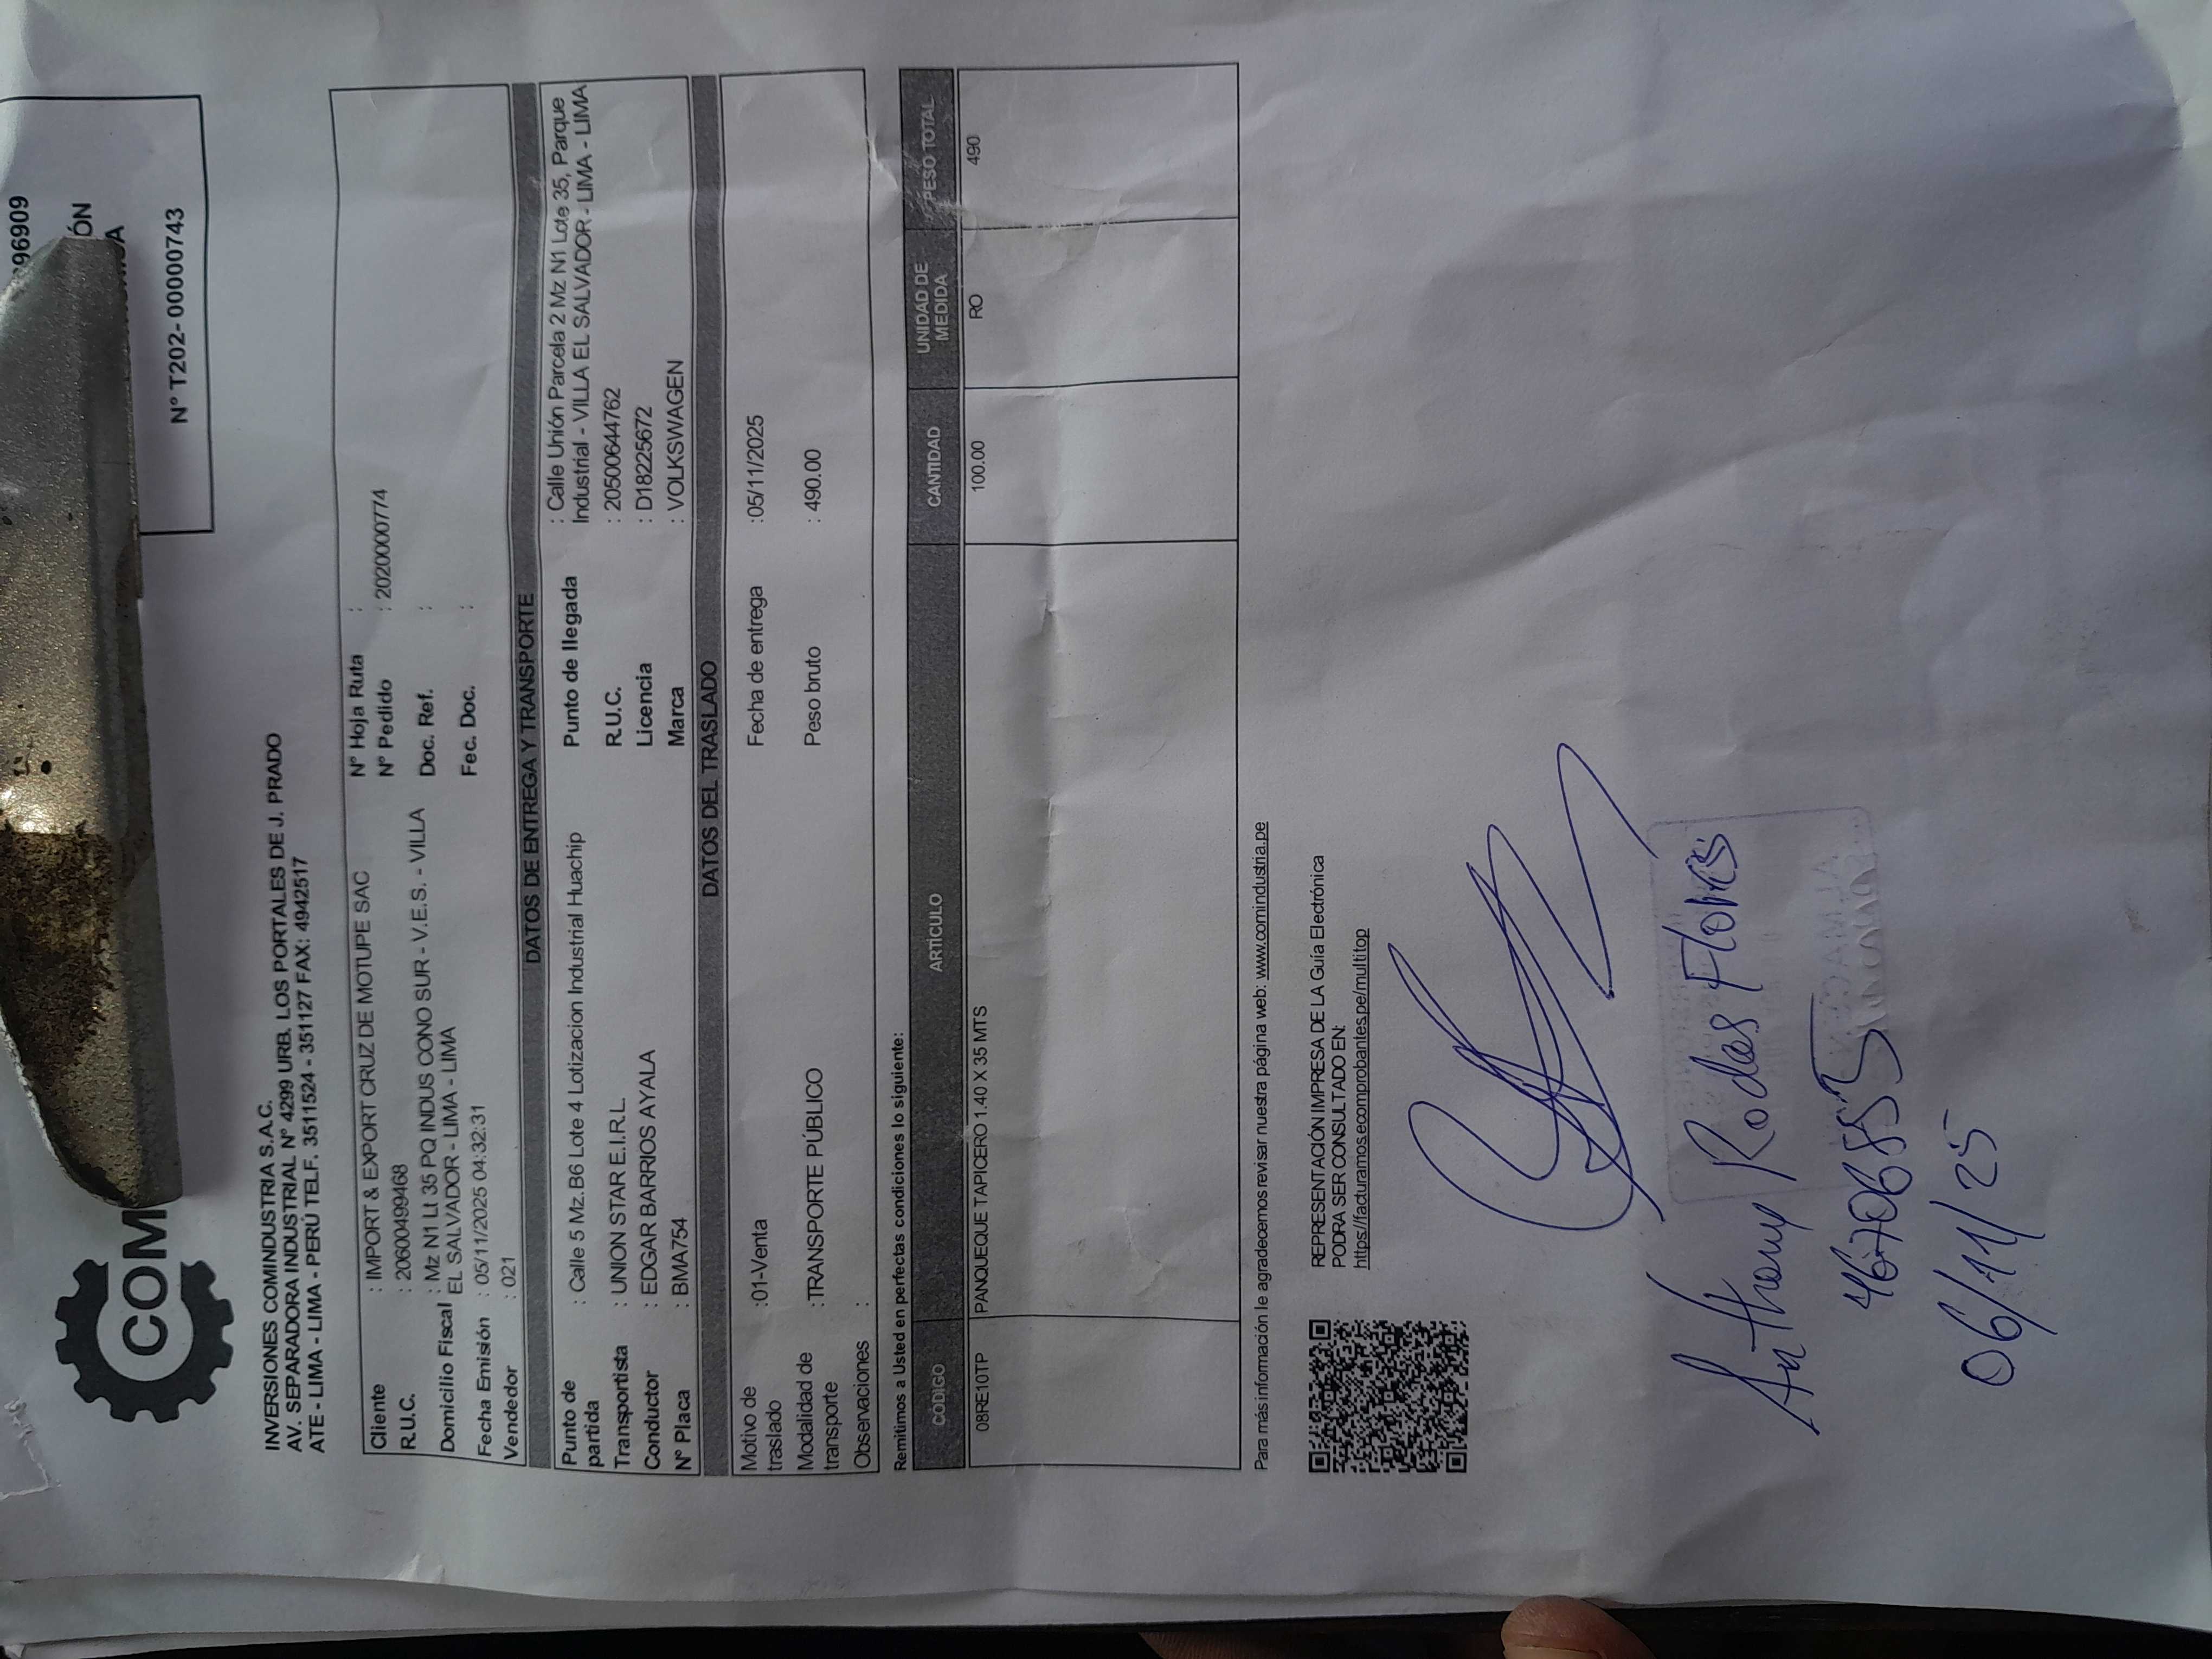 96909
ÓN
A
N° T202- 00000743
COM
INVERSIRONES COMINDUSTRIA S.A.C.
AV. SEPARADORA INDUSTRIAL N° 4299 URB. LOS PORTALES DE J. PRADO
ATE - LIMA - LIMA - PERÚ TELF. 3511524 - 351127 FAX: 4942517
Cliente : IMPORT & EXPORT CRUZ DE MOTUPE SAC N° Hoja Ruta :
R.U.C. : 20600499468 N° Pedido : 2020000774
Domicilio Fiscal : Mz N1 Lt 35 PQ INDUS CONO SUR - V.E.S. - VILLA Doc. Ref. :
EL SALVADOR - LIMA - LIMA
Fecha Emisión : 05/11/2025 04:32:31 Fec. Doc. :
Vendedor : 021
DATOS DE ENTREGA Y TRANSPORTE
Punto de partida : Calle 5 Mz. B6 Lote 4 Lotizacion Industrial Huachip Punto de llegada : Calle Unión Parcela 2 Mz N1 Lote 35, Parque
Industrial - VILLA EL SALVADOR - LIMA - LIMA
Transportista : UNION STAR E.I.R.L. R.U.C. : 20500644762
Conductor : EDGAR BARRIOS AYALA Licencia : D18225672
N° Placa : BMA754 Marca : VOLKSWAGEN
DATOS DEL TRASLADO
Motivo de traslado :01-Venta Fecha de entrega :05/11/2025
Modalidad de transporte :TRANSPORTE PÚBLICO Peso bruto : 490.00
Observaciones :
Remitimos a Usted en perfectas condiciones lo siguiente:
CODIGO ARTÍCULO CANTIDAD UNIDAD DE MEDIDA PESO TOTAL
08RE10TP PANQUEQUE TAPICERO 1.40 X 35 MTS 100.00 RO 490
Para más información le agradecemos revisar nuestra página web: www.comindustria.pe
REPRESENTACIÓN IMPRESA DE LA Guía Electrónica
PODRA SER CONSULTADO EN:
https://facturamos.ecomprobantes.pe/multitop
Anthony Rodas Flores
46706855
06/11/25